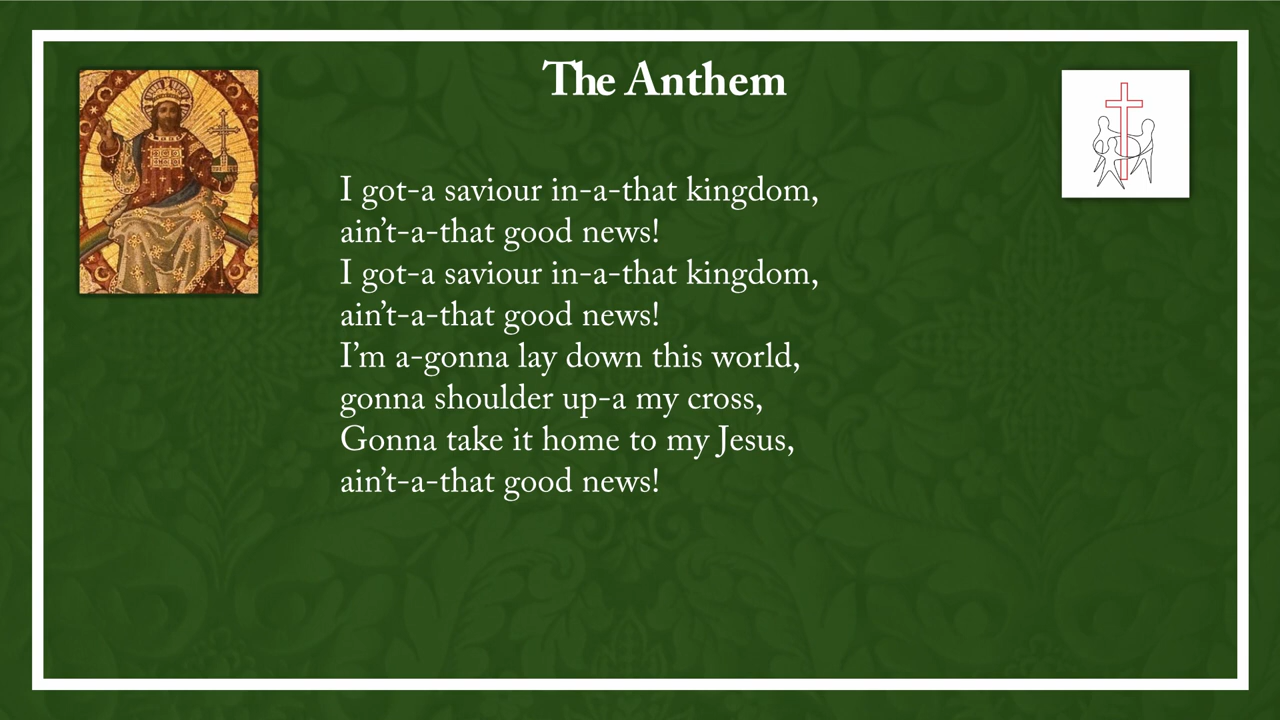 The Anthem
I got-a saviour in-a-that kingdom,
ain’t-a-that good news!
I got-a saviour in-a-that kingdom,
ain’t-a-that good news!
I’m a-gonna lay down this world,
gonna shoulder up-a my cross,
Gonna take it home to my Jesus,
ain’t-a-that good news!